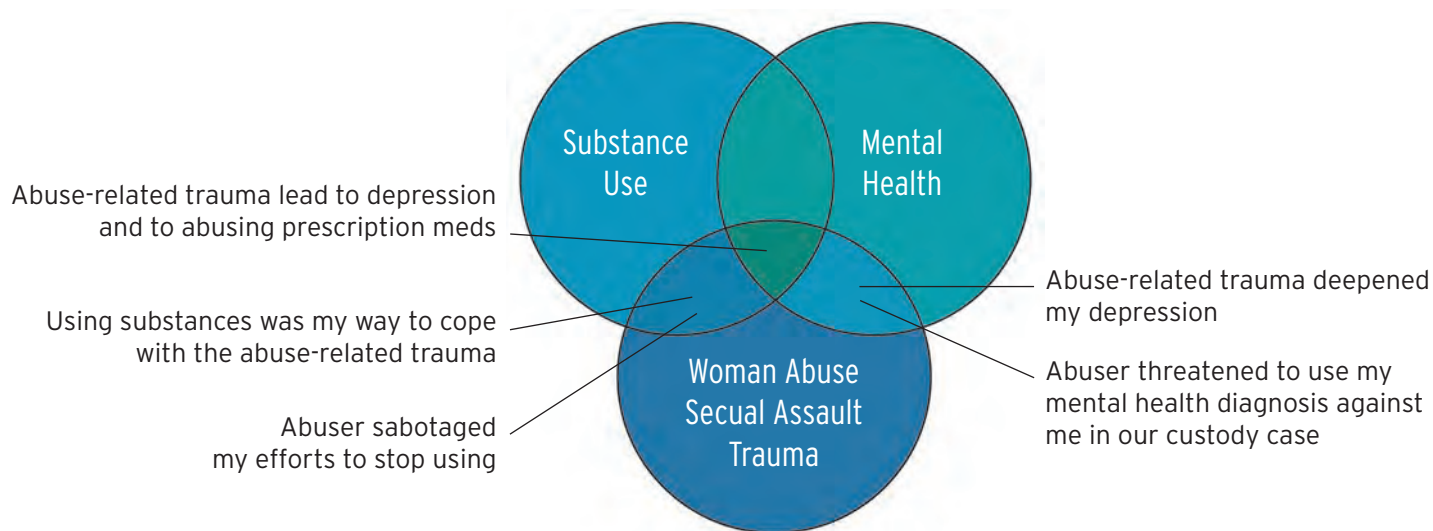 Substance
Use
Mental
Health
Abuse-related trauma lead to depression
and to abusing prescription meds
Using substances was my way to cope
with the abuse-related trauma
Abuser sabotaged
my efforts to stop using
Woman Abuse
Secual Assault
Trauma
Abuse-related trauma deepened
my depression
Abuser threatened to use my
mental health diagnosis against
me in our custody case